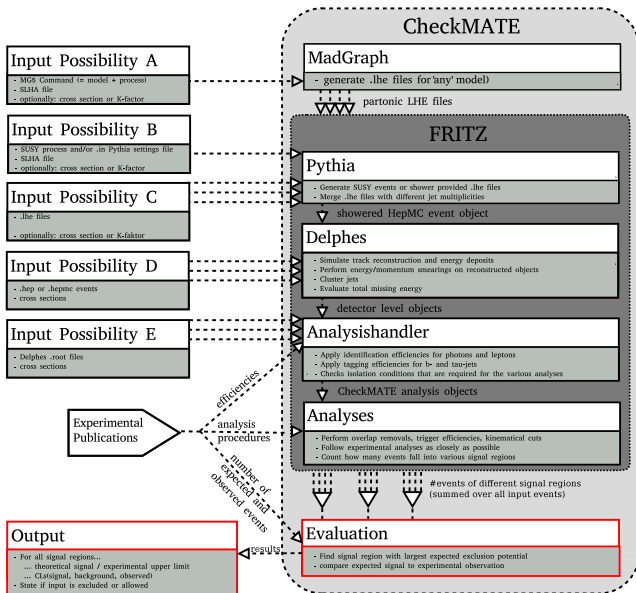 CheckMATE
Input Possibility A
- MG5 Command (= model + process)
- SLHA file
- optionally: cross section or K-factor
MadGraph
- generate .lhe files for 'any' model)
partonic LHE files
Input Possibility B
- SUSY process and/or .in Pythia settings file
- SLHA file
- optionally: cross section or K-factor
FRITZ
Pythia
- Generate SUSY events or shower provided .lhe files
- Merge .lhe files with different jet multiplicities
Input Possibility C
- .lhe files
- optionally: cross section or K-faktor
showered HepMC event object
Delphes
- Simulate track reconstruction and energy deposits
- Perform energy/momentum smearings on reconstructed objects
- Cluster jets
- Evaluate total missing energy
Input Possibility D
- .hep or .hepmc events
- cross sections
detector level objects
Input Possibility E
- Delphes .root files
- cross sections
Analysishandler
- Apply identification efficiencies for photons and leptons
- Apply tagging efficiencies for b- and tau-jets
- Checks isolation conditions that are required for the various analyses
efficiencies
CheckMATE analysis objects
Experimental
Publications
analysis
procedures
Analyses
- Perform overlap removals, trigger efficiencies, kinematical cuts
- Follow experimental analyses as closely as possible
- Count how many events fall into various signal regions
number of
expected and
observed events
#events of different signal regions
(summed over all input events)
Evaluation
- Find signal region with largest expected exclusion potential
- compare expected signal to experimental observation
results
Output
- For all signal regions...
... theoretical signal / experimental upper limit
... CLs(signal, background, observed)
- State if input is excluded or allowed